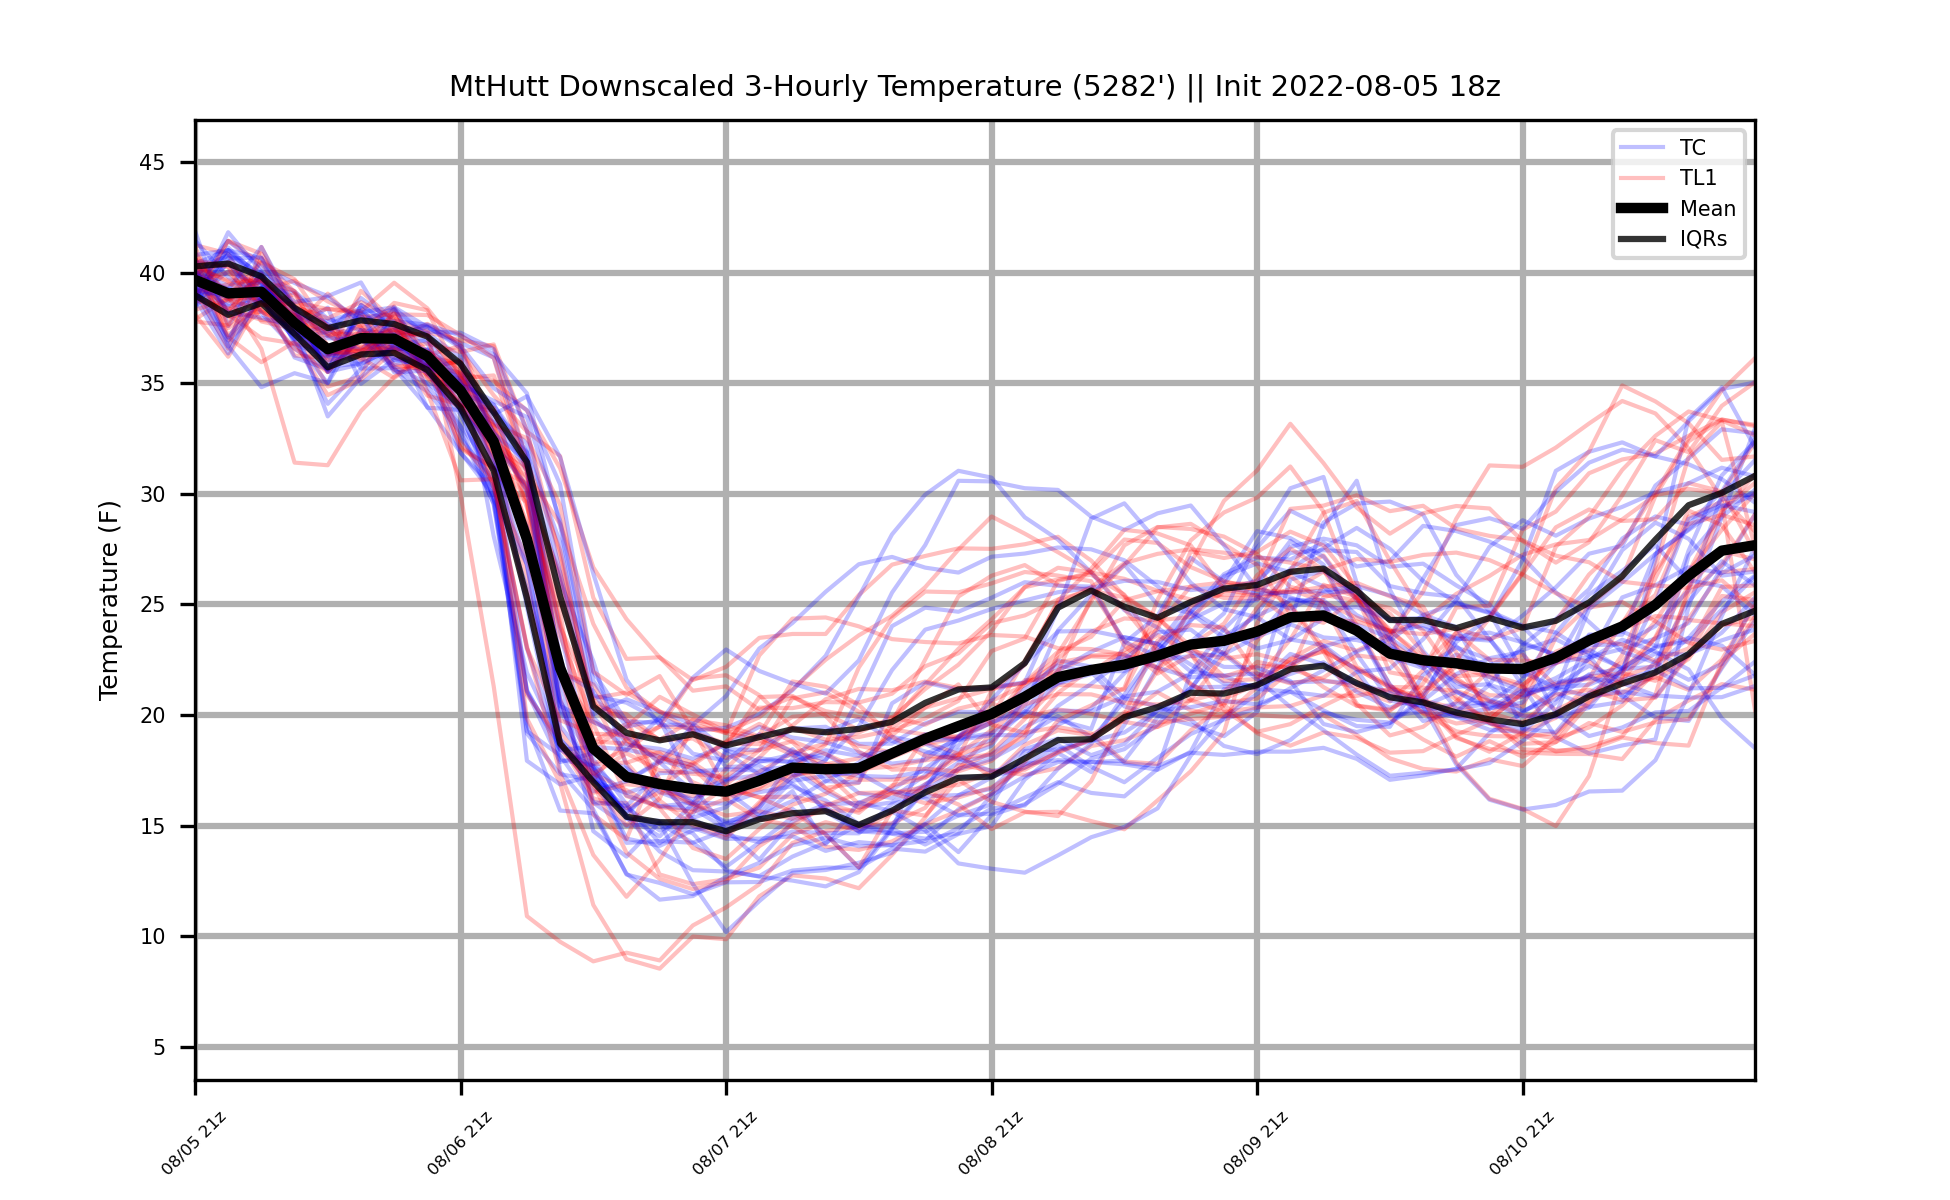 MtHutt Downscaled 3-Hourly Temperature (5282') || Init 2022-08-05 18z
TC
TL1
Mean
IQRs
Temperature (F)
45
40
35
30
25
20
15
10
5
08/05 21z
08/06 21z
08/07 21z
08/08 21z
08/09 21z
08/10 21z